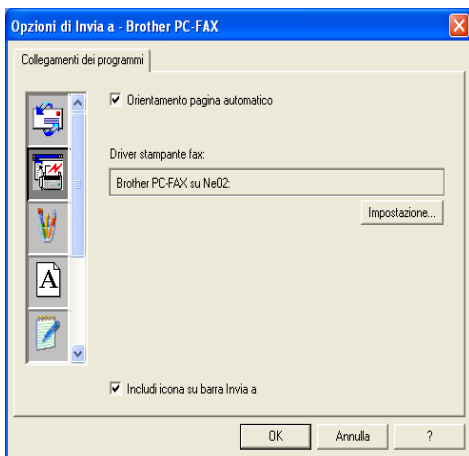 Opzioni di Invia a - Brother PC-FAX
Collegamenti dei programmi
Orientamento pagina automatico
Driver stampante fax:
Brother PC-FAX su Ne02:
Impostazione...
A
Includi icona su barra Invia a
OK Annulla ?